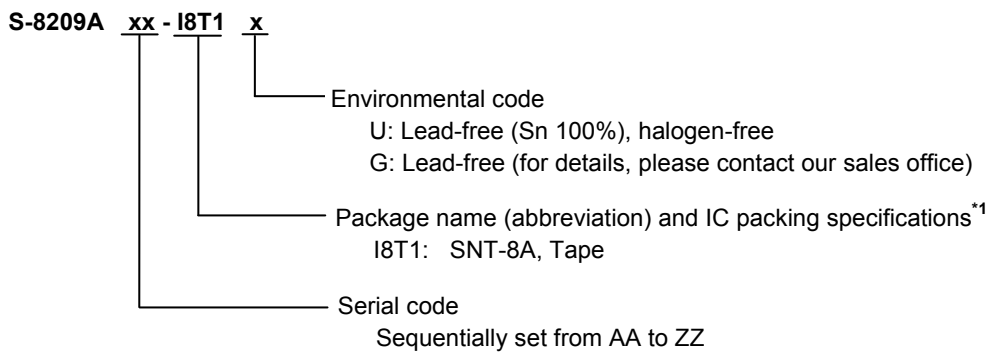 S-8209A xx - I8T1 x
Environmental code
U: Lead-free (Sn 100%), halogen-free
G: Lead-free (for details, please contact our sales office)
Package name (abbreviation) and IC packing specifications*1
I8T1: SNT-8A, Tape
Serial code
Sequentially set from AA to ZZ